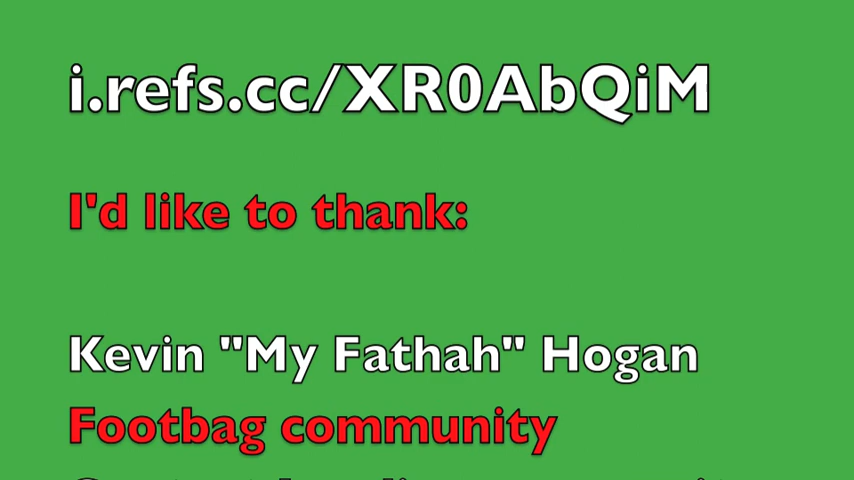 i.refs.cc/XR0AbQiM
I'd like to thank:
Kevin "My Fathah" Hogan
Footbag community